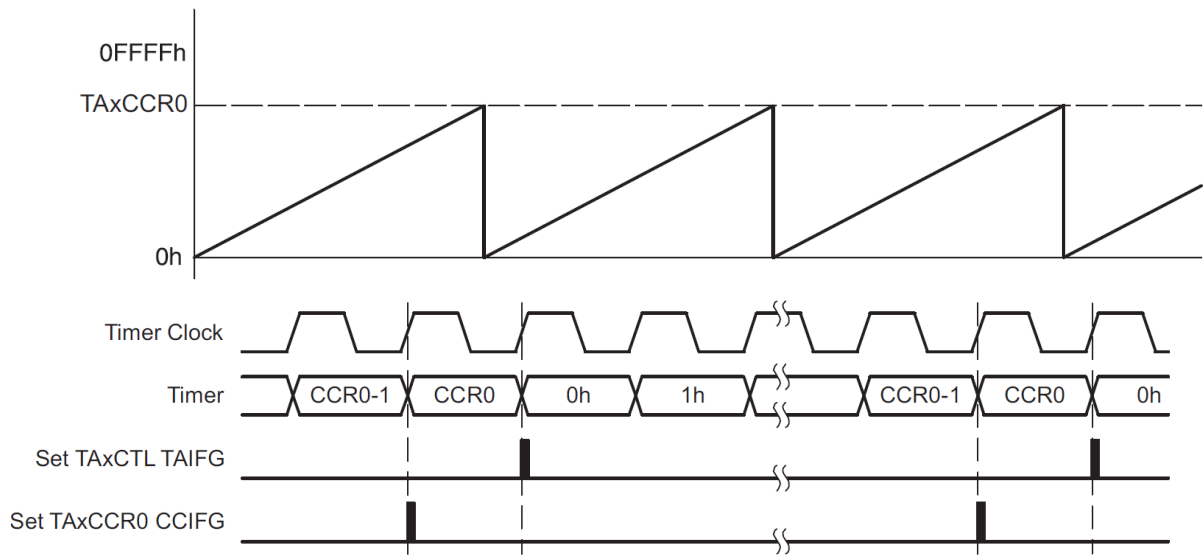 0FFFFh
TAxCCR0
0h
Timer Clock
Timer CCR0-1 CCR0 0h 1h CCR0-1 CCR0 0h
Set TAxCTL TAIFG
Set TAxCCR0 CCIFG